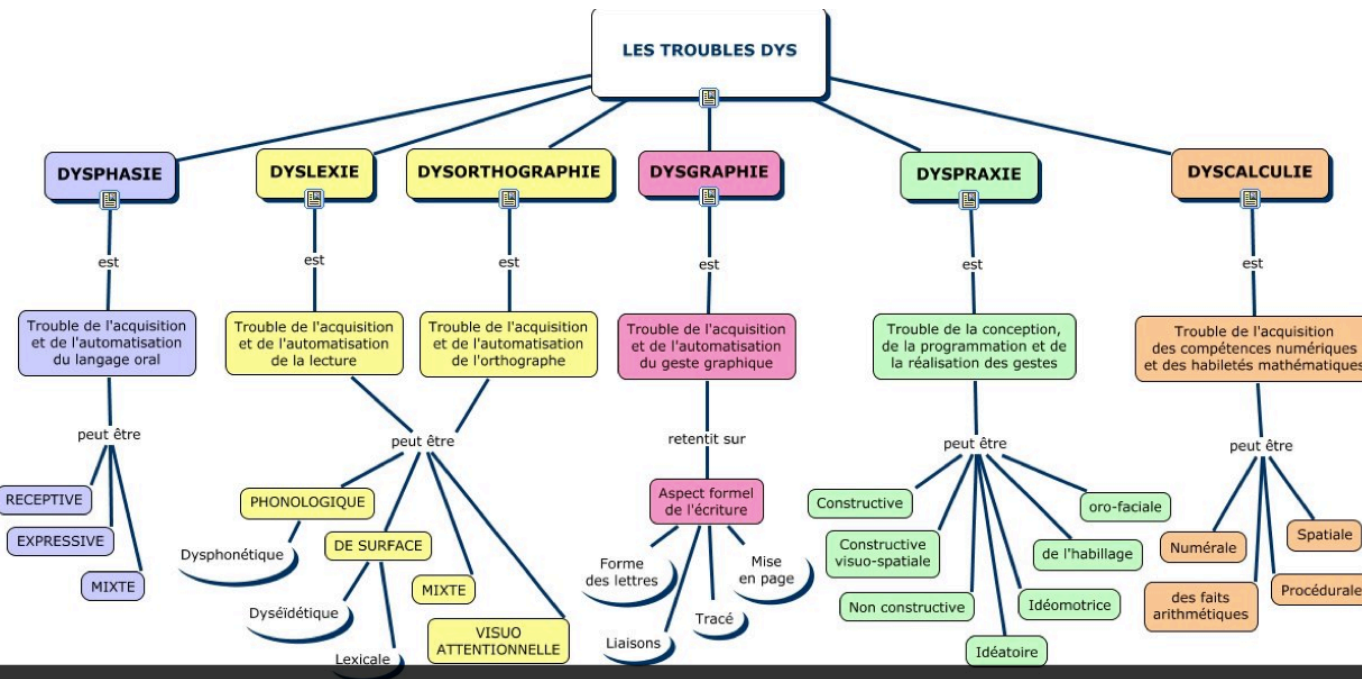 LES TROUBLES DYS
DYSPHASIE
DYSLEXIE
DYSORTHOGRAPHIE
DYSGRAPHIE
DYSPRAXIE
DYSCALCULIE
est
est
est
est
est
est
Trouble de l'acquisition
et de l'automatisation
du langage oral
Trouble de l'acquisition
et de l'automatisation
de la lecture
Trouble de l'acquisition
et de l'automatisation
de l'orthographe
Trouble de l'acquisition
et de l'automatisation
du geste graphique
Trouble de la conception,
de la programmation et de
la réalisation des gestes
Trouble de l'acquisition
des compétences numériques
et des habiletés mathématiques
peut être
peut être
retentit sur
peut être
peut être
RECEPTIVE
EXPRESSIVE
MIXTE
PHONOLOGIQUE
Dysphonétique
DE SURFACE
Dyséïdétique
Lexicale
MIXTE
VISUO
ATTENTIONNELLE
Aspect formel
de l'écriture
Forme
des lettres
Liaisons
Tracé
Mise
en page
Constructive
Constructive
visuo-spatiale
Non constructive
Idéatoire
Idéomotrice
de l'habillage
oro-faciale
Numérale
des faits
arithmétiques
Procédurale
Spatiale